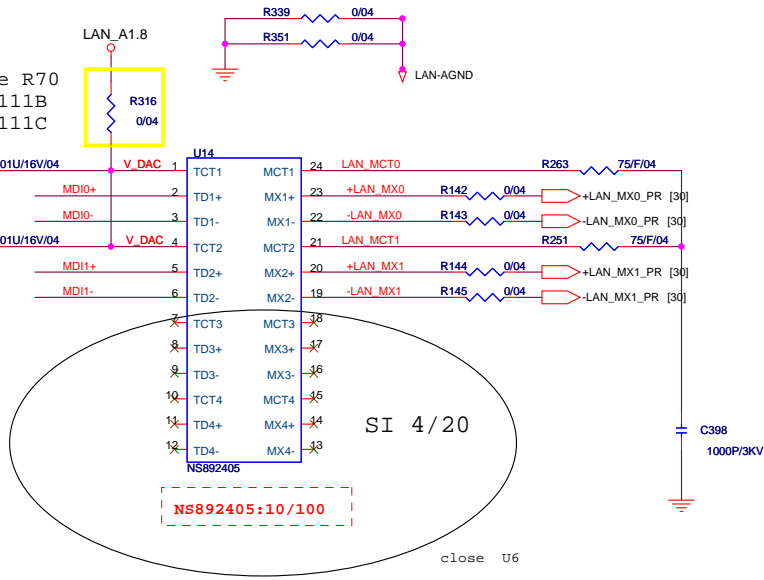 R339 0/04
LAN_A1.8
R351 0/04
LAN-AGND
e R70
111B
111C
R316
0/04
U14
01U/16V/04 V_DAC 1 TCT1 MCT1 24 LAN_MCT0 R263 75/F/04
MDI0+ 2 TD1+ MX1+ 23 +LAN_MX0 R142 0/04 +LAN_MX0_PR [30]
MDI0- 3 TD1- MX1- 22 -LAN_MX0 R143 0/04 -LAN_MX0_PR [30]
01U/16V/04 V_DAC 4 TCT2 MCT2 21 LAN_MCT1 R251 75/F/04
MDI1+ 5 TD2+ MX2+ 20 +LAN_MX1 R144 0/04 +LAN_MX1_PR [30]
MDI1- 6 TD2- MX2- 19 -LAN_MX1 R145 0/04 -LAN_MX1_PR [30]
7 TCT3 MCT3 18
8 TD3+ MX3+ 17
9 TD3- MX3- 16
10 TCT4 MCT4 15
11 TD4+ MX4+ 14
12 TD4- MX4- 13
SI 4/20
C398
1000P/3KV
NS892405
NS892405:10/100
close U6